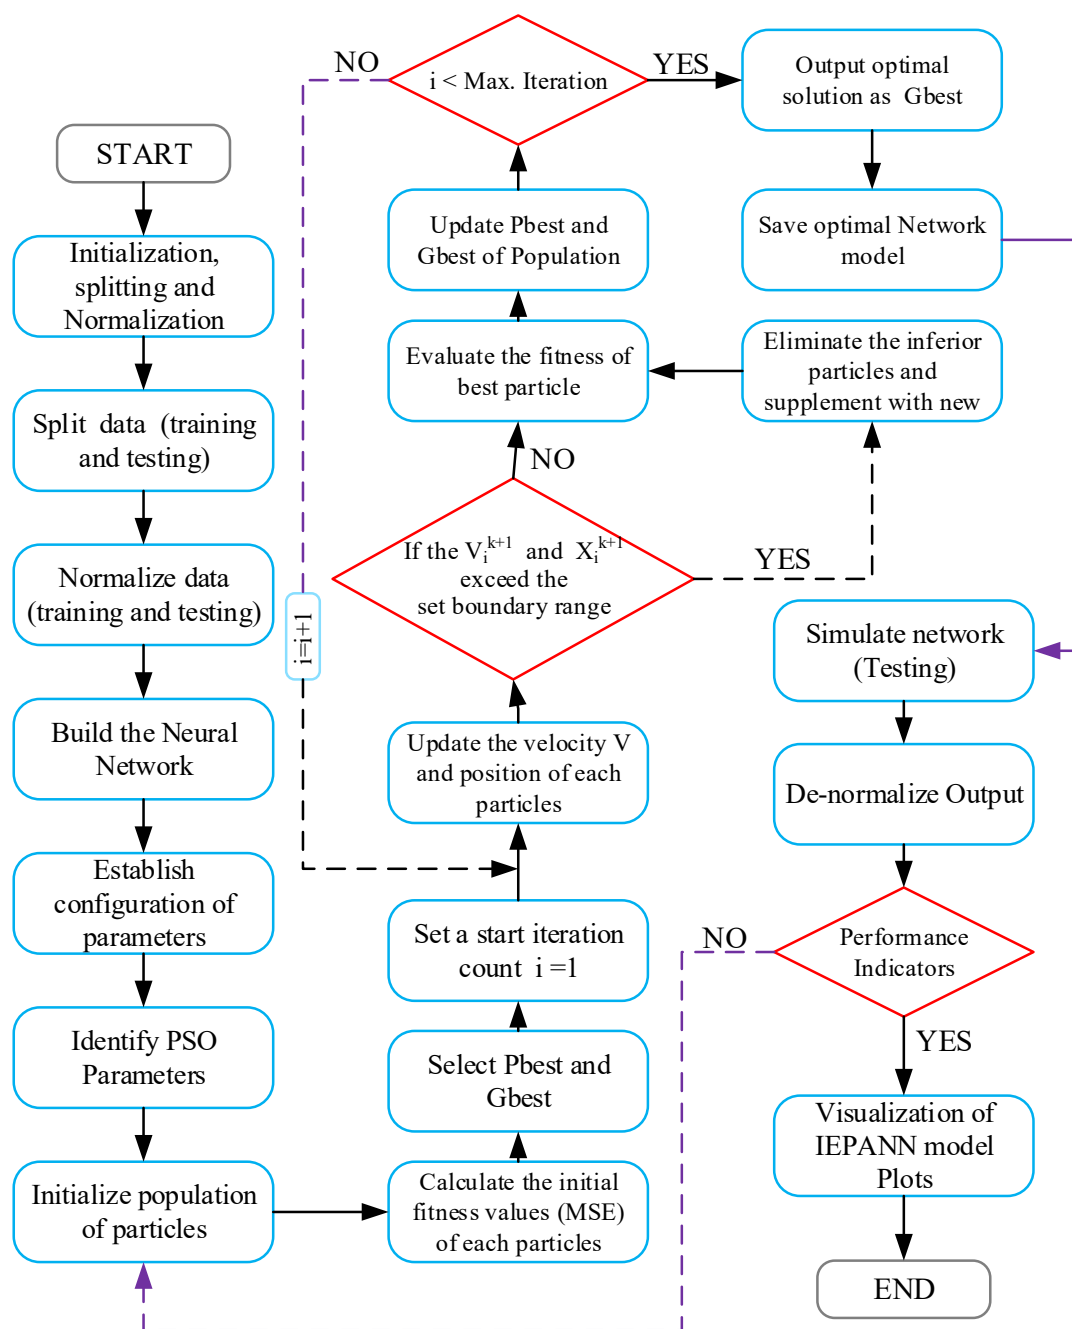 START
Initialization,
splitting and
Normalization
Split data (training
and testing)
Normalize data
(training and testing)
Build the Neural
Network
Establish
configuration of
parameters
Identify PSO
Parameters
Initialize population
of particles
Calculate the initial
fitness values (MSE)
of each particles
Select Pbest and
Gbest
Set a start iteration
count i =1
Update the velocity V
and position of each
particles
If the V_i^{k+1} and X_i^{k+1}
exceed the
set boundary range
NO
YES
Eliminate the inferior
particles and
supplement with new
Evaluate the fitness of
best particle
Update Pbest and
Gbest of Population
i < Max. Iteration
NO
i=i+1
YES
Output optimal
solution as Gbest
Save optimal Network
model
Simulate network
(Testing)
De-normalize Output
Performance
Indicators
NO
YES
Visualization of
IEPANN model
Plots
END